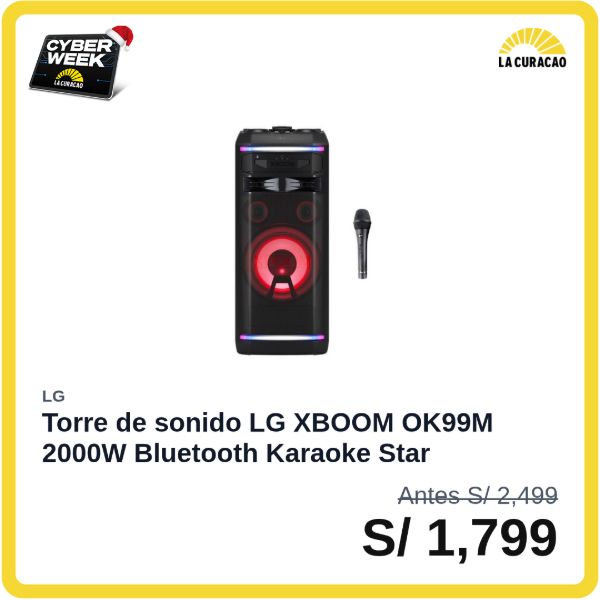 CYBER
WEEK
LA CURACAO
LA CURACAO
LG
Torre de sonido LG XBOOM OK99M
2000W Bluetooth Karaoke Star
Antes S/ 2,499
S/ 1,799